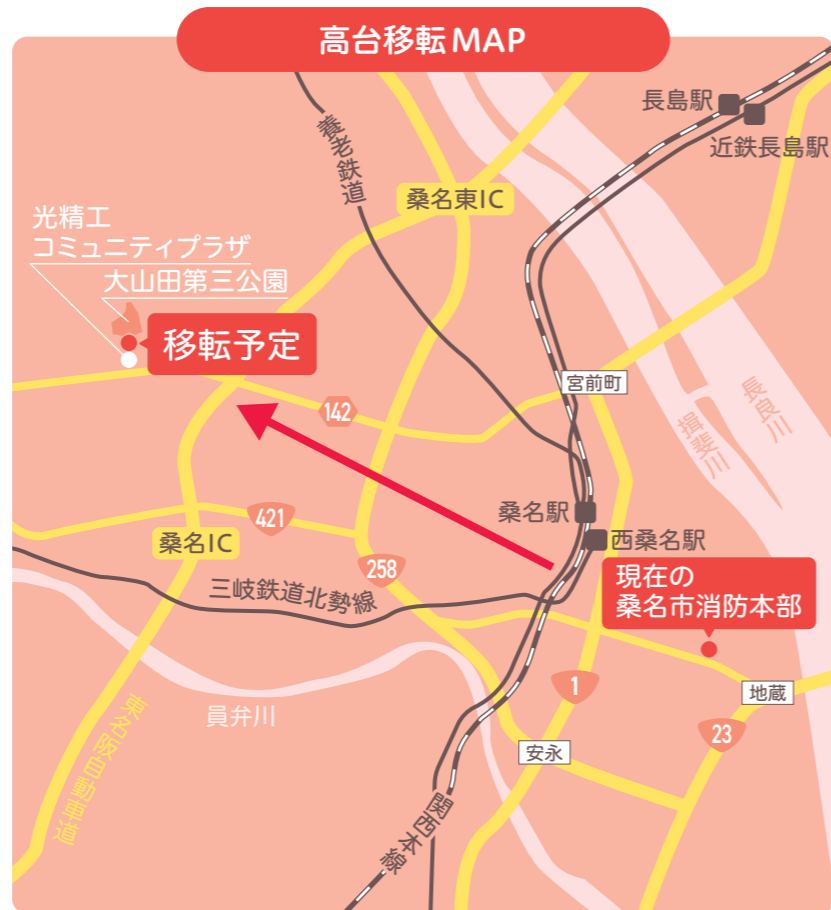 高台移転MAP
長島駅
近鉄長島駅
養老鉄道
桑名東IC
光精工
コミュニティプラザ
大山田第三公園
移転予定
宮前町
142
長良川
揖斐川
桑名駅
421
桑名IC
西桑名駅
258
現在の
桑名市消防本部
三岐鉄道北勢線
1
地蔵
員弁川
23
東名阪自動車道
安永
関西本線